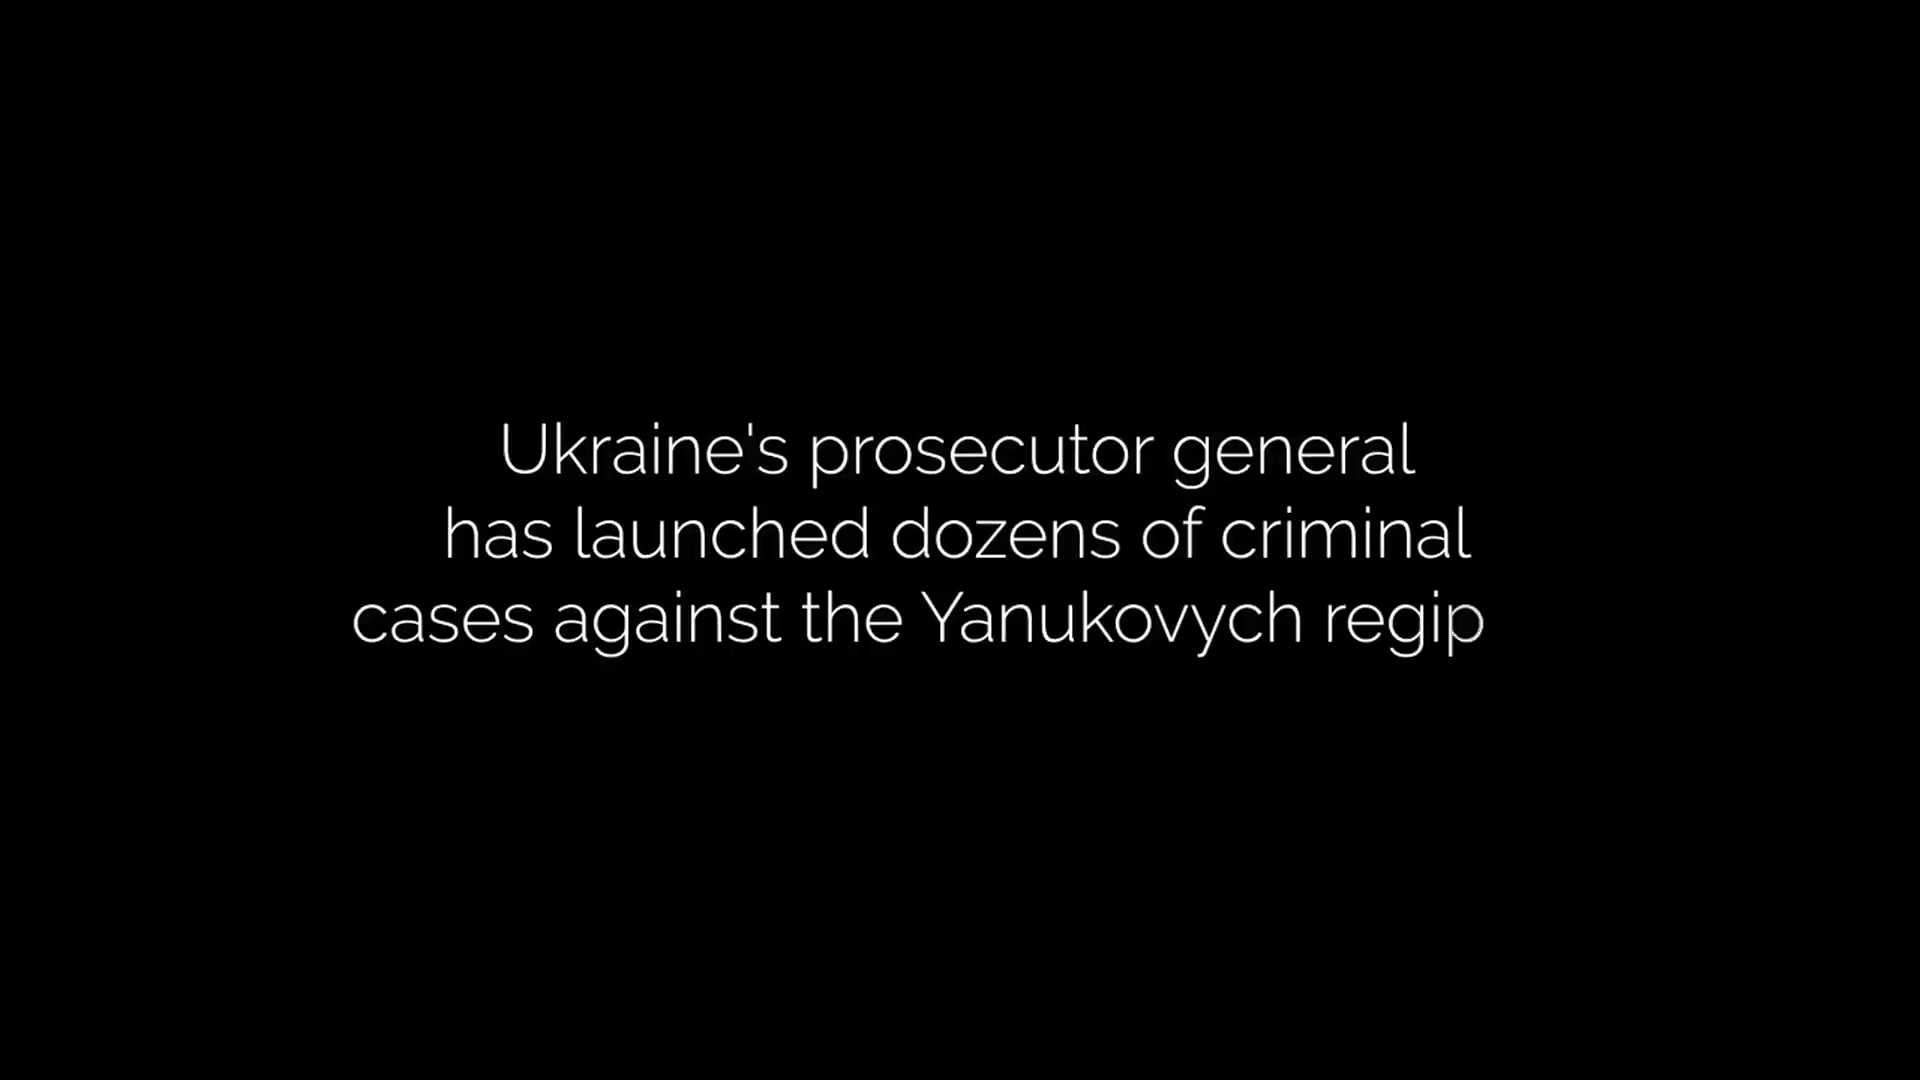 Ukraine's prosecutor general
has launched dozens of criminal
cases against the Yanukovych regip